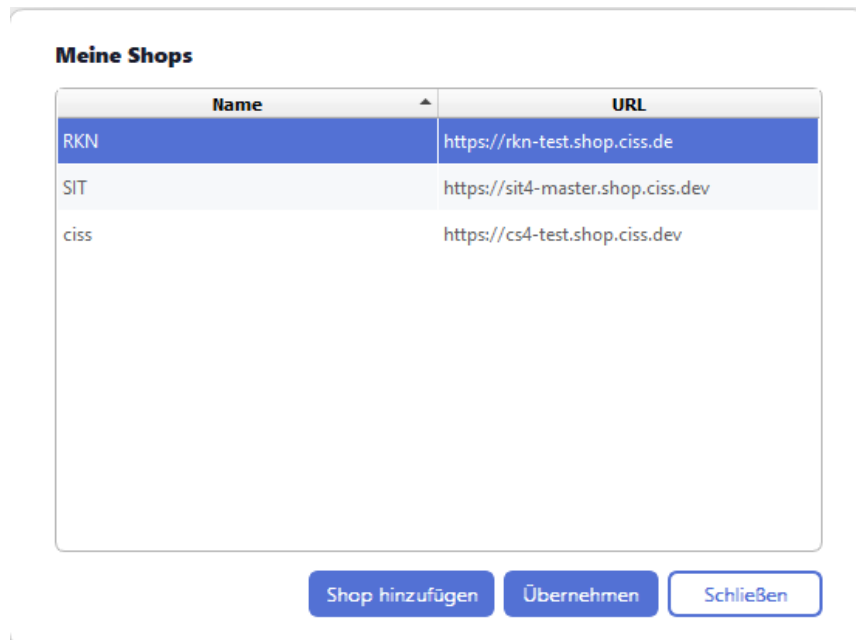 Meine Shops
Name URL
RKN https://rkn-test.shop.ciss.de
SIT https://sit4-master.shop.ciss.dev
ciss https://cs4-test.shop.ciss.dev
Shop hinzufügen Übernehmen Schließen